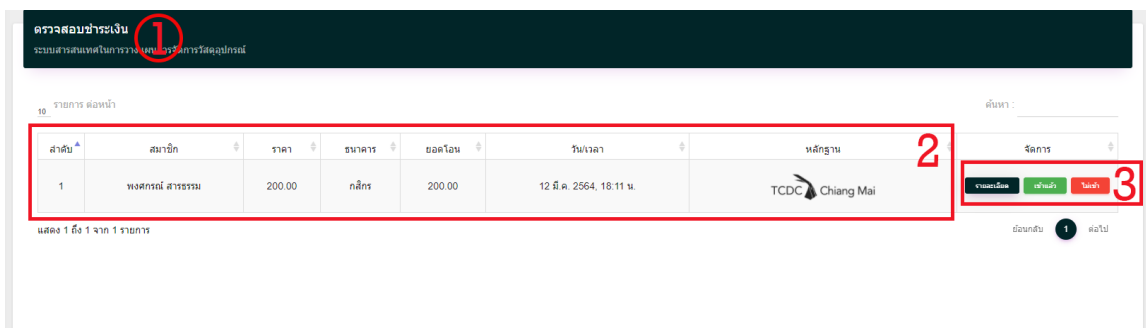 ตรวจสอบชำระเงิน ①
ระบบสารสนเทศในการวางแผนการจัดการวัสดุอุปกรณ์
10 รายการ ต่อหน้า
ค้นหา :
ลำดับ สมาชิก ราคา ธนาคาร ยอดโอน วัน/เวลา หลักฐาน 2 จัดการ
1 พงศกรณ์ สารธรรม 200.00 กสิกร 200.00 12 มี.ค. 2564, 18:11 น. TCDC Chiang Mai รายละเอียด เข้าแล้ว ไม่เข้า 3
แสดง 1 ถึง 1 จาก 1 รายการ
ย้อนกลับ 1 ต่อไป